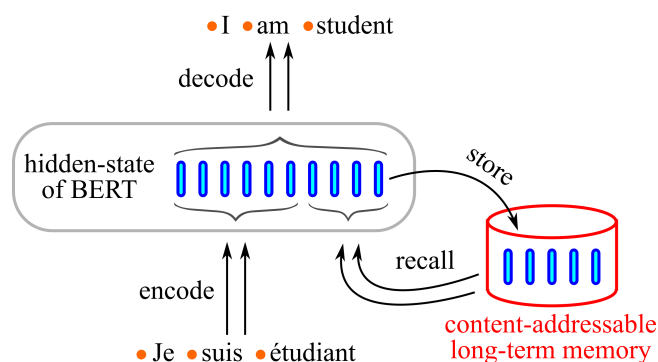 • I • am • student
decode
hidden-state
of BERT
store
recall
encode
content-addressable
long-term memory
• Je • suis • étudiant